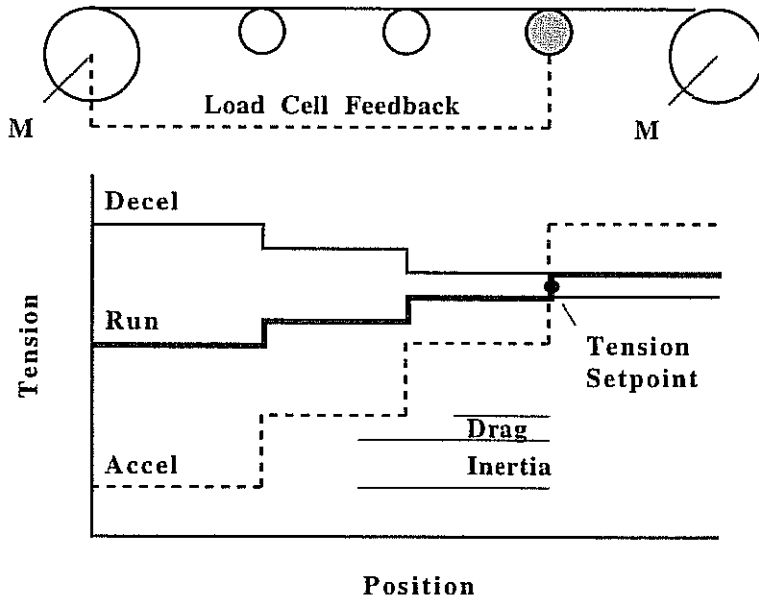 Load Cell Feedback
M
M
Decel
Run
Tension
Setpoint
Drag
Accel
Inertia
Tension
Position